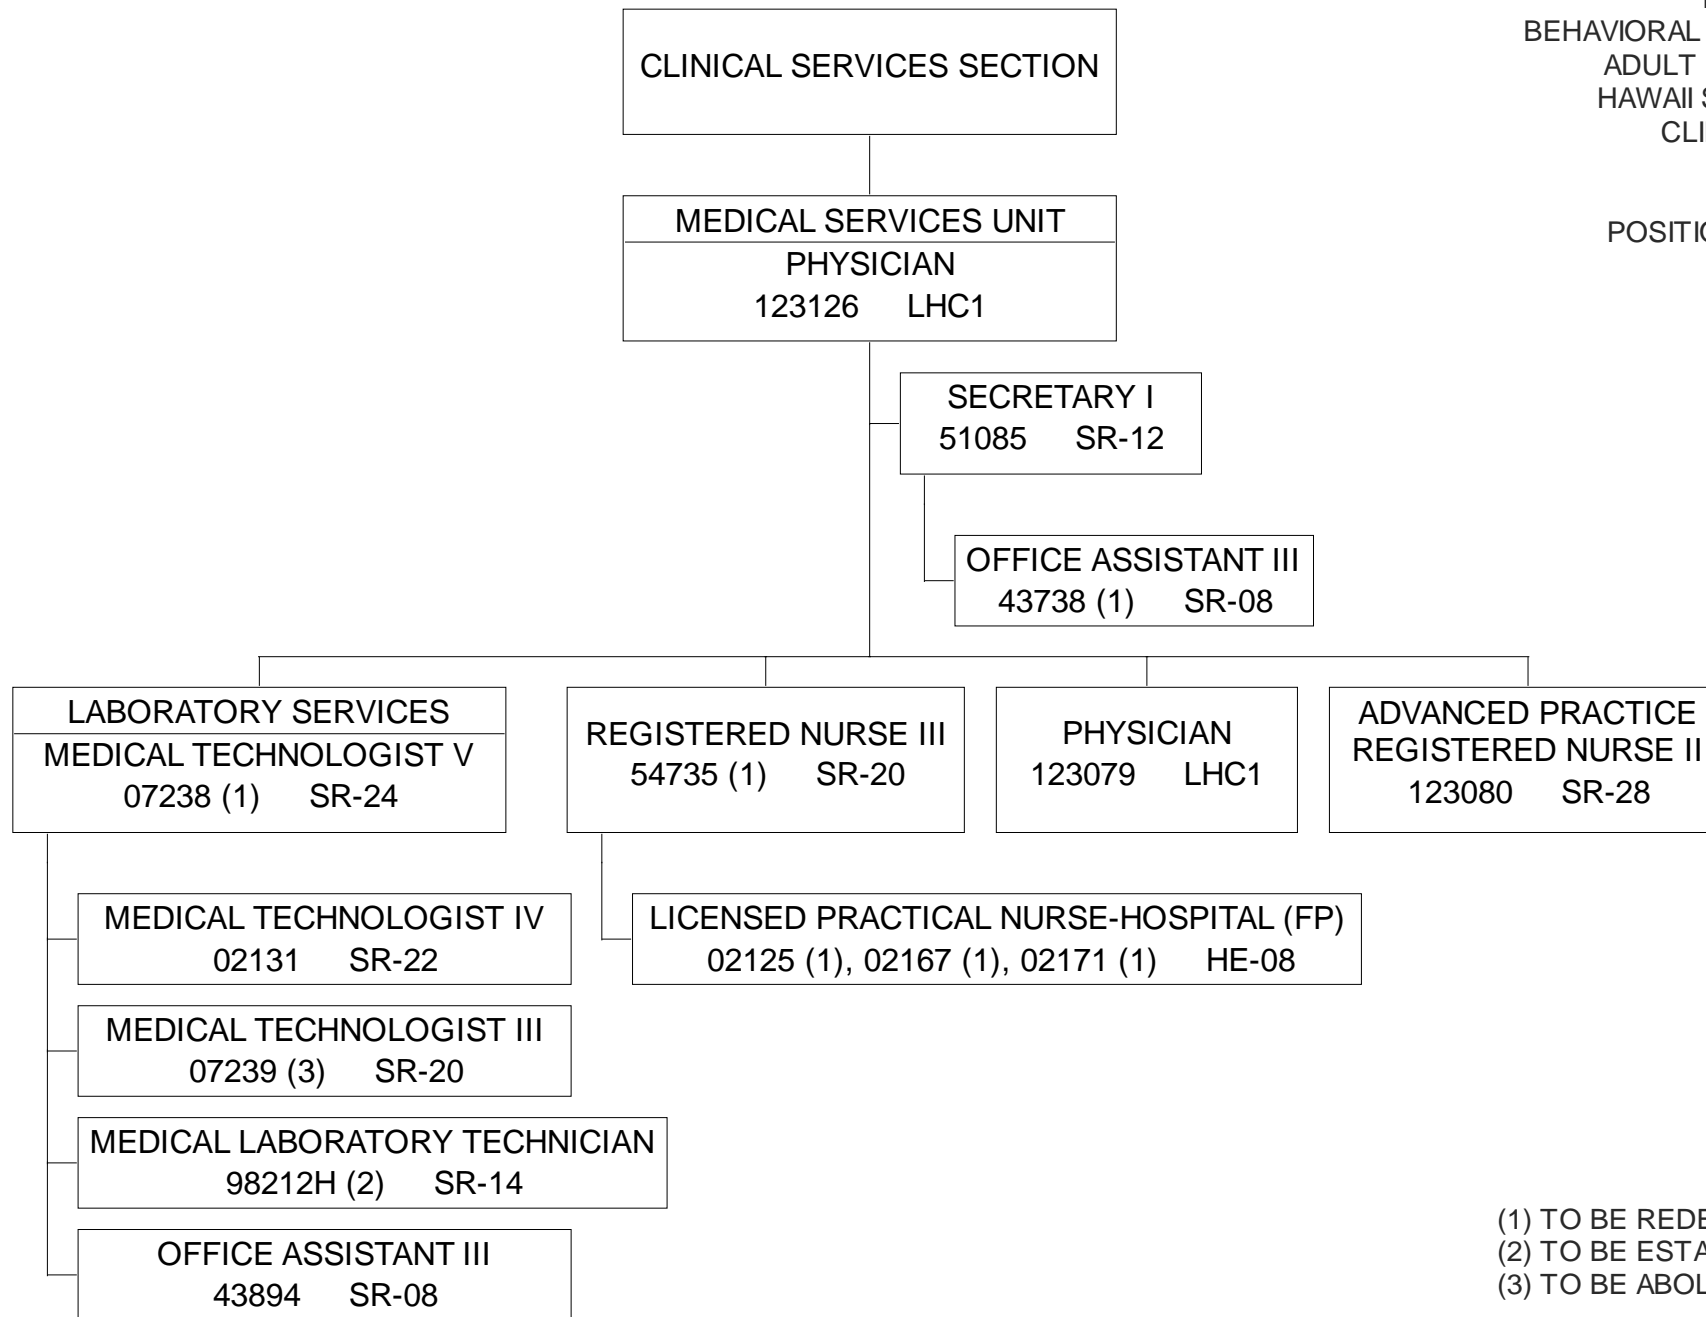 CLINICAL SERVICES SECTION
BEHAVIORAL
ADULT
HAWAII
POSITIO
MEDICAL SERVICES UNIT
PHYSICIAN
123126 LHC1
SECRETARY I
51085 SR-12
OFFICE ASSISTANT III
43738 (1) SR-08
LABORATORY SERVICES
MEDICAL TECHNOLOGIST V
07238 (1) SR-24
REGISTERED NURSE III
54735 (1) SR-20
PHYSICIAN
123079 LHC1
ADVANCED PRACTICE
REGISTERED NURSE II
123080 SR-28
MEDICAL TECHNOLOGIST IV
02131 SR-22
LICENSED PRACTICAL NURSE-HOSPITAL (FP)
02125 (1), 02167 (1), 02171 (1) HE-08
MEDICAL TECHNOLOGIST III
07239 (3) SR-20
MEDICAL LABORATORY TECHNICIAN
98212H (2) SR-14
OFFICE ASSISTANT III
43894 SR-08
(1) TO BE REDE
(2) TO BE ESTA
(3) TO BE ABOL